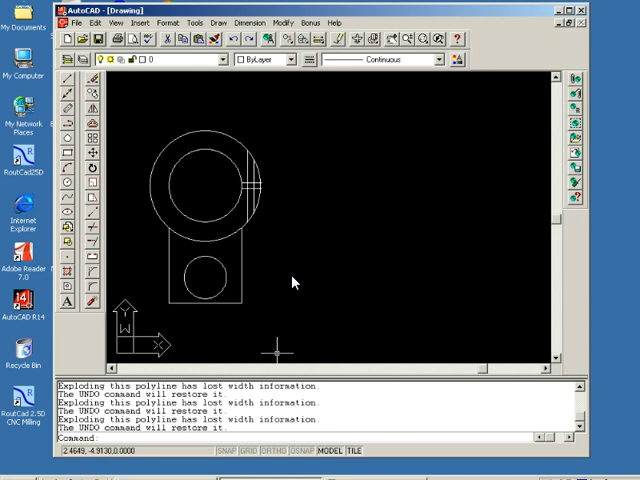 My Documents
My Computer
My Network
Places
RoutCad25D
Internet
Explorer
Adobe Reader
7.0
14
AutoCAD R14
Recycle Bin
RoutCad 2.5D
CNC Milling
AutoCAD - [Drawing]
File Edit View Insert Format Tools Draw Dimension Modify Bonus Help
0 ByLayer Continuous
A
Y
W
X
Exploding this polyline has lost width information.
The UNDO command will restore it.
Exploding this polyline has lost width information.
The UNDO command will restore it.
Exploding this polyline has lost width information.
The UNDO command will restore it.
Command:
2.4649, -4.9130,0.0000 SNAP GRID ORTHO OSNAP MODEL TILE